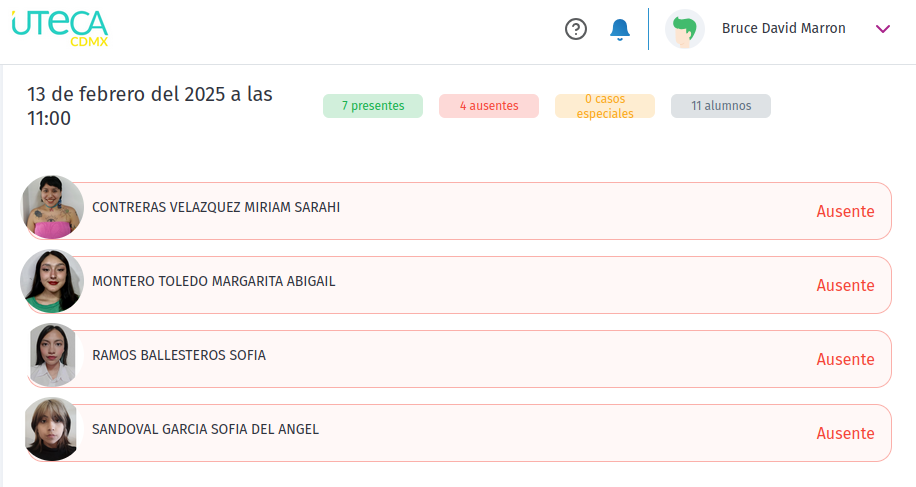 UTECA
CDMX
Bruce David Marron
13 de febrero del 2025 a las
11:00
7 presentes
4 ausentes
0 casos
especiales
11 alumnos
CONTRERAS VELAZQUEZ MIRIAM SARAHI
Ausente
MONTERO TOLEDO MARGARITA ABIGAIL
Ausente
RAMOS BALLESTEROS SOFIA
Ausente
SANDOVAL GARCIA SOFIA DEL ANGEL
Ausente